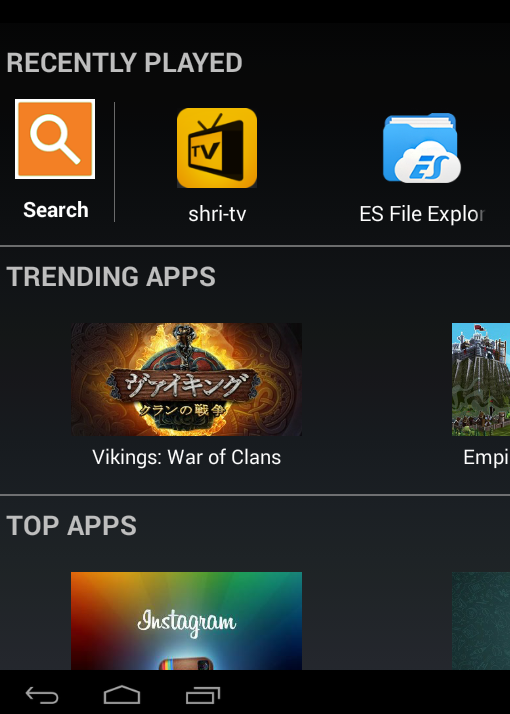 RECENTLY PLAYED
TV
ES
Search
shri-tv
ES File Explor
TRENDING APPS
ヴァイキング
クランの戦争
Vikings: War of Clans
Empi
TOP APPS
Instagram